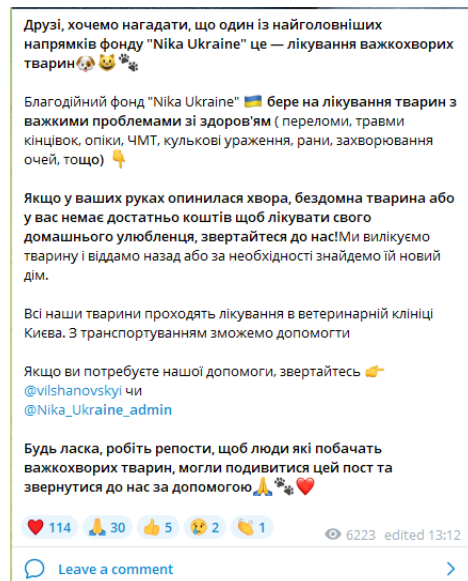 Друзі, хочемо нагадати, що один із найголовніших
напрямків фонду "Nika Ukraine" це — лікування важкохворих
тварин🐶😺🐾
Благодійний фонд "Nika Ukraine" 🇺🇦 бере на лікування тварин з
важкими проблемами зі здоров'ям ( переломи, травми
кінцівок, опіки, ЧМТ, кульові ураження, рани, захворювання
очей, тощо) 👇
Якщо у ваших руках опинилася хвора, бездомна тварина або
у вас немає достатньо коштів щоб лікувати свого
домашнього улюбленця, звертайтеся до нас!Ми вилікуємо
тварину і віддамо назад або за необхідності знайдемо їй новий
дім.
Всі наши тварини проходять лікування в ветеринарній клініці
Києва. З транспортуванням зможемо допомогти
Якщо ви потребуєте нашої допомоги, звертайтесь 👉
@vilshanovskyi чи
@Nika_Ukraine_admin
Будь ласка, робіть репости, щоб люди які побачать
важкохворих тварин, могли подивитися цей пост та
звернутися до нас за допомогою🙏🐾❤️
❤️ 114 🙏 30 👍 5 😢 2 👏 1 6223 edited 13:12
Leave a comment